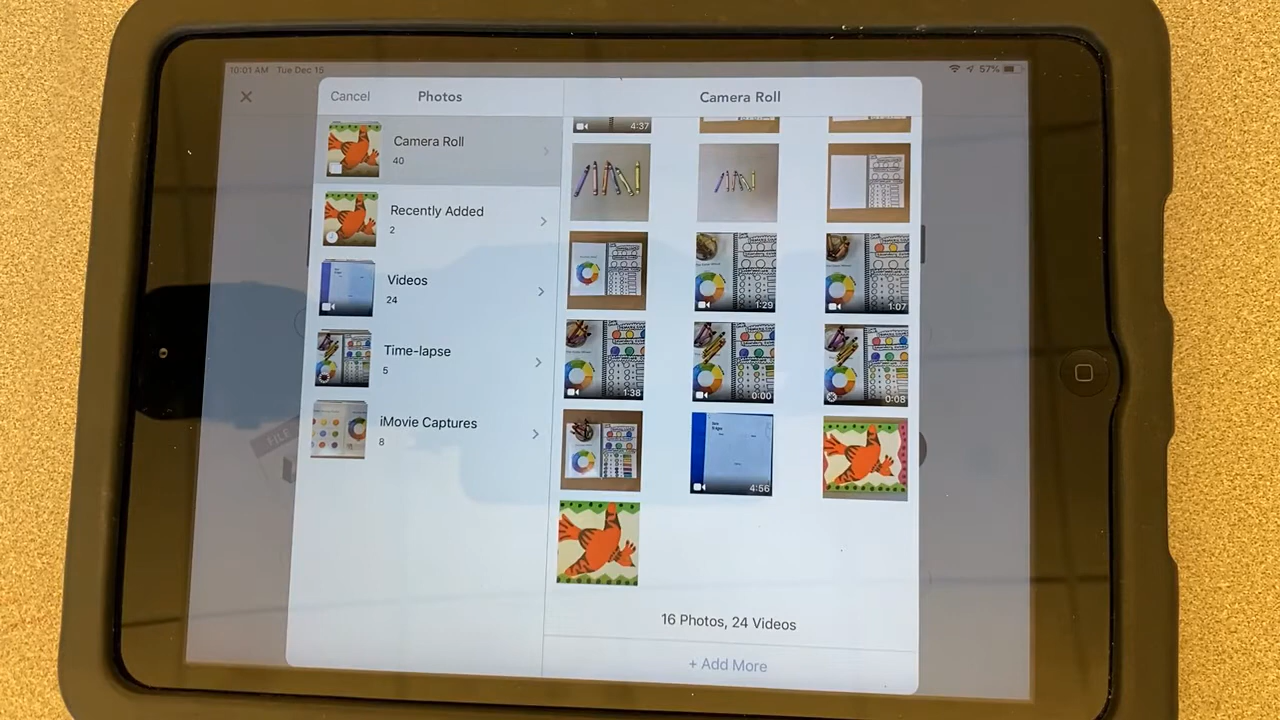 10:01 AM Tue Dec 15
57%
Cancel
Photos
Camera Roll
40
Recently Added
2
Videos
24
Time-lapse
5
iMovie Captures
8
Camera Roll
4:37
1:29
1:07
1:38
0:00
0:08
4:56
16 Photos, 24 Videos
+ Add More
FILE